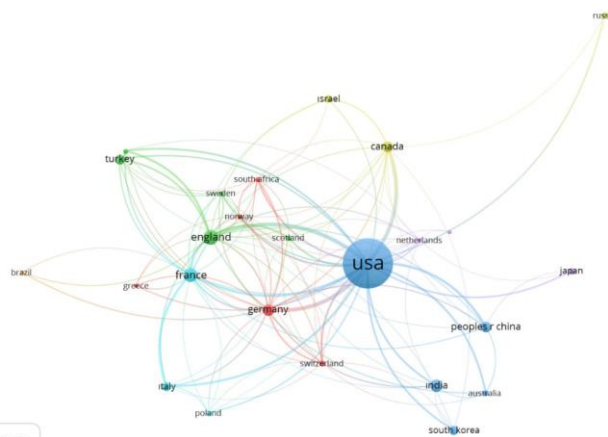 israel
canada
turkey
south africa
sweden
norway
england
scotland
netherlands
usa
brazil
france
japan
greece
germany
peoples r china
switzerland
italy
india
australia
poland
south korea